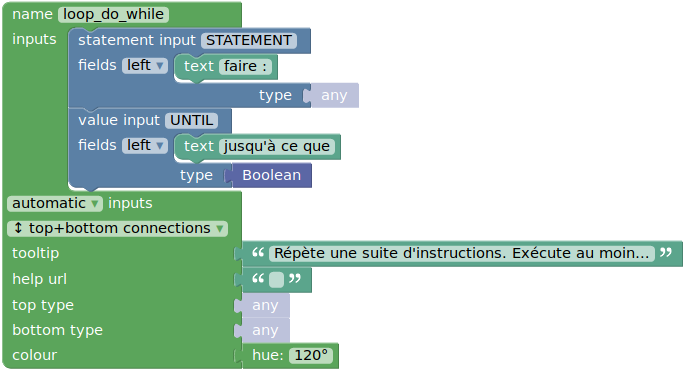 name loop_do_while
inputs statement input STATEMENT
fields left ▾ text faire :
type any
value input UNTIL
fields left ▾ text jusqu'à ce que
type Boolean
automatic ▾ inputs
↕ top+bottom connections ▾
tooltip “ Répète une suite d'instructions. Exécute au moin... ”
help url “ ”
top type any
bottom type any
colour hue: 120°